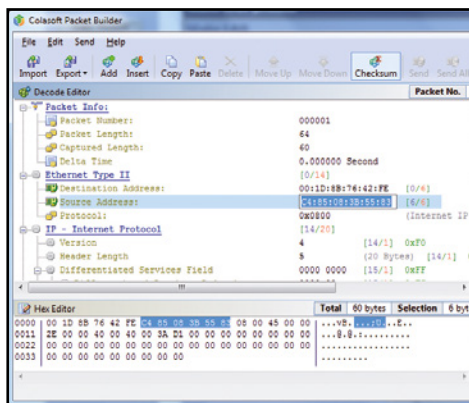 Colasoft Packet Builder
File Edit Send Help
Import Export Add Insert Copy Paste Delete Move Up Move Down Checksum Send Send All
Decode Editor Packet No.
Packet Info:
Packet Number: 000001
Packet Length: 64
Captured Length: 60
Delta Time 0.000000 Second
Ethernet Type II [0/14]
Destination Address: 00:1D:8B:76:42:FE [0/6]
Source Address: C4:85:08:3B:55:83 [6/6]
Protocol: 0x0800 (Internet IP
IP - Internet Protocol [14/20]
Version 4 [14/1] 0xF0
Header Length 5 (20 Bytes) [14/1]
Differentiated Services Field 0000 0000 [15/1] 0xFF
Hex Editor Total 60 bytes Selection 6 byt
0000 00 1D 8B 76 42 FE C4 85 08 3B 55 83 08 00 45 00 00 ...vB....;U...E..
0011 2E 00 00 40 00 40 00 3A D1 00 00 00 00 00 00 00 00
0022 00 00 00 00 00 00 00 00 00 00 00 00 00 00 00 00 00 .................
0033 00 00 00 00 00 00 00 00 00 .........